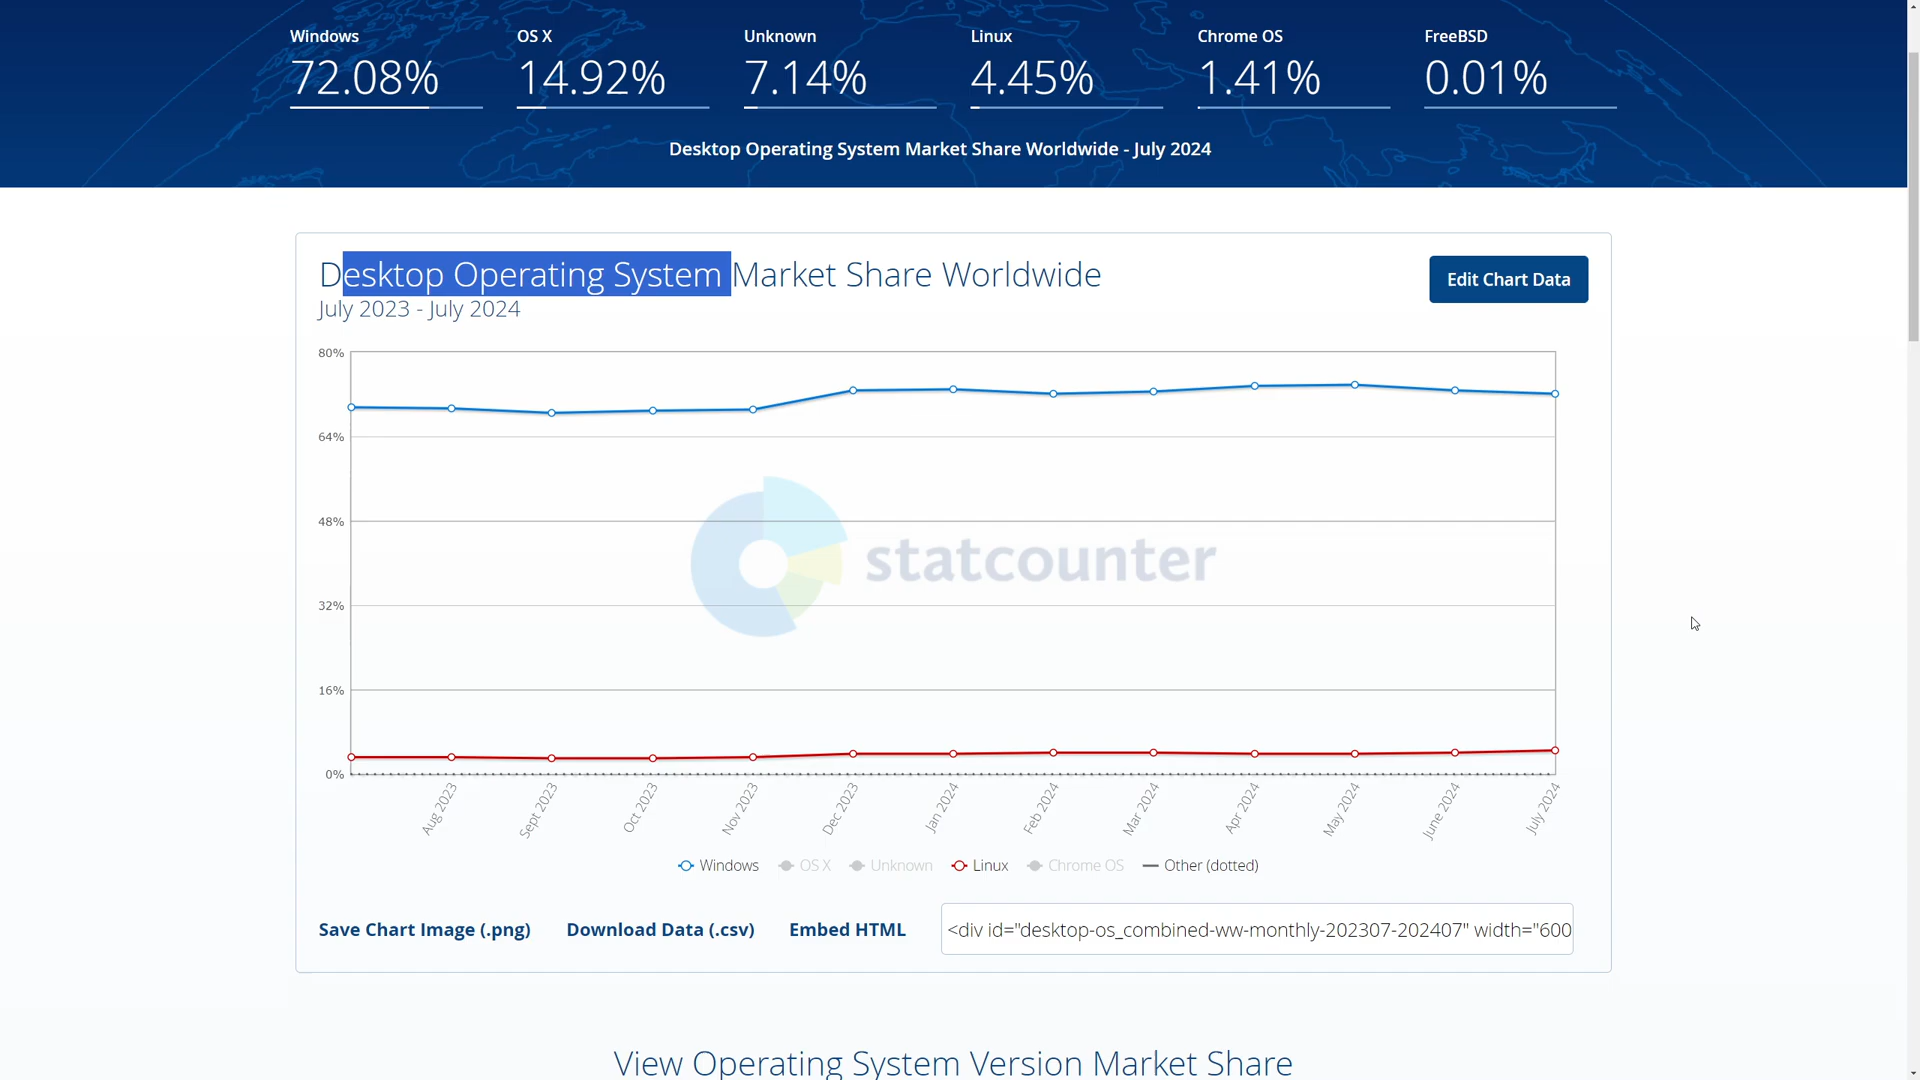 Windows OS X Unknown Linux Chrome OS FreeBSD
72.08% 14.92% 7.14% 4.45% 1.41% 0.01%
Desktop Operating System Market Share Worldwide - July 2024
Desktop Operating System Market Share Worldwide
July 2023 - July 2024
Edit Chart Data
80%
64%
48%
statcounter
32%
16%
0%
Aug 2023 Sept 2023 Oct 2023 Nov 2023 Dec 2023 Jan 2024 Feb 2024 Mar 2024 Apr 2024 May 2024 June 2024 July 2024
Windows OS X Unknown Linux Chrome OS Other (dotted)
Save Chart Image (.png) Download Data (.csv) Embed HTML <div id="desktop-os_combined-ww-monthly-202307-202407" width="600
View Operating System Version Market Share